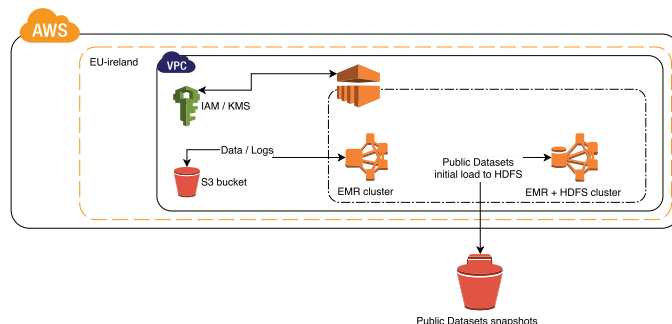 AWS
EU-ireland
VPC
IAM / KMS
Data / Logs
S3 bucket
EMR cluster
Public Datasets
initial load to HDFS
EMR + HDFS cluster
Public Datasets snapshots